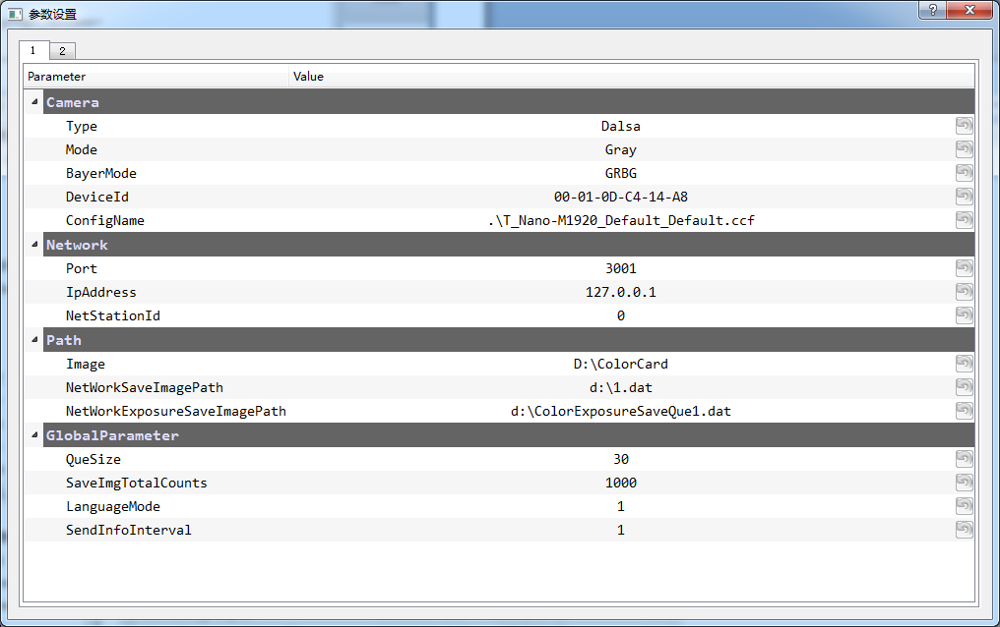 参数设置
1 2
Parameter Value
Camera
Type Dalsa
Mode Gray
BayerMode GRBG
DeviceId 00-01-0D-C4-14-A8
ConfigName .\T_Nano-M1920_Default_Default.ccf
Network
Port 3001
IpAddress 127.0.0.1
NetStationId 0
Path
Image D:\ColorCard
NetWorkSaveImagePath d:\1.dat
NetWorkExposureSaveImagePath d:\ColorExposureSaveQue1.dat
GlobalParameter
QueSize 30
SaveImgTotalCounts 1000
LanguageMode 1
SendInfoInterval 1